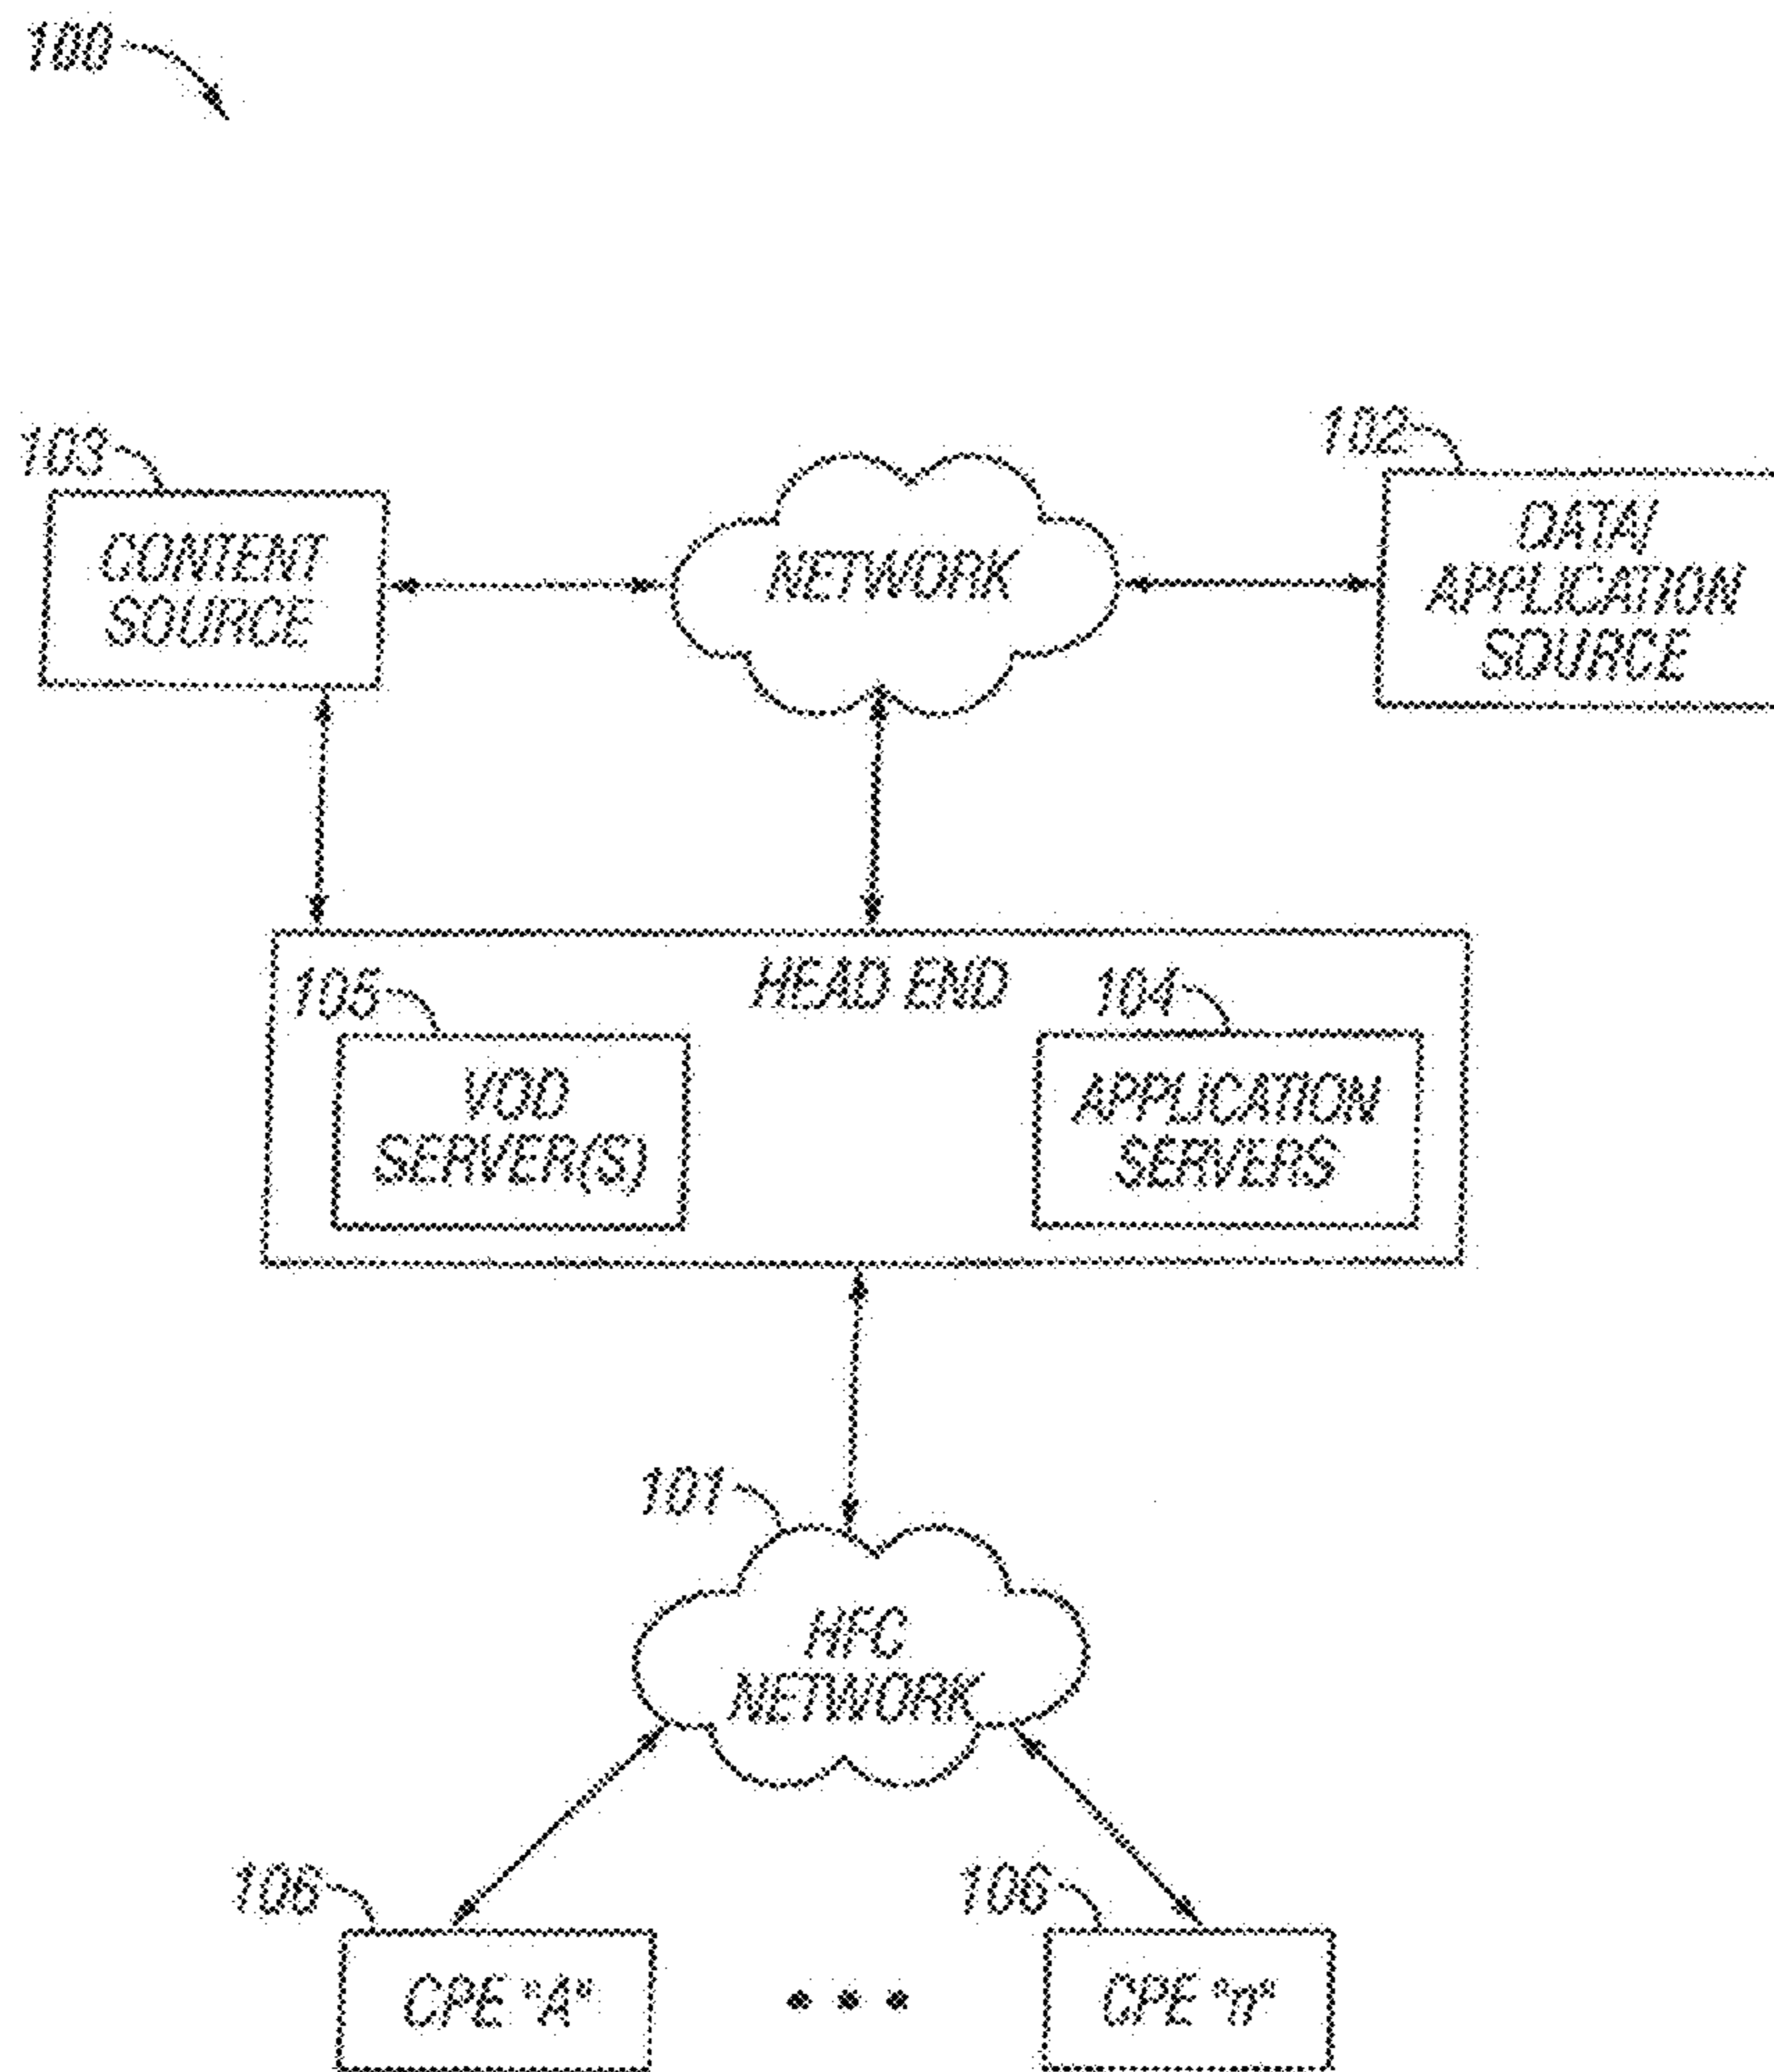 100
103
102
CONTENT
SOURCE
NETWORK
DATA/
APPLICATION
SOURCE
HEAD END
105
104
VOD
SERVER(S)
APPLICATION
SERVERS
101
HFC
NETWORK
106
106
CPE "A"
• • •
CPE "n"